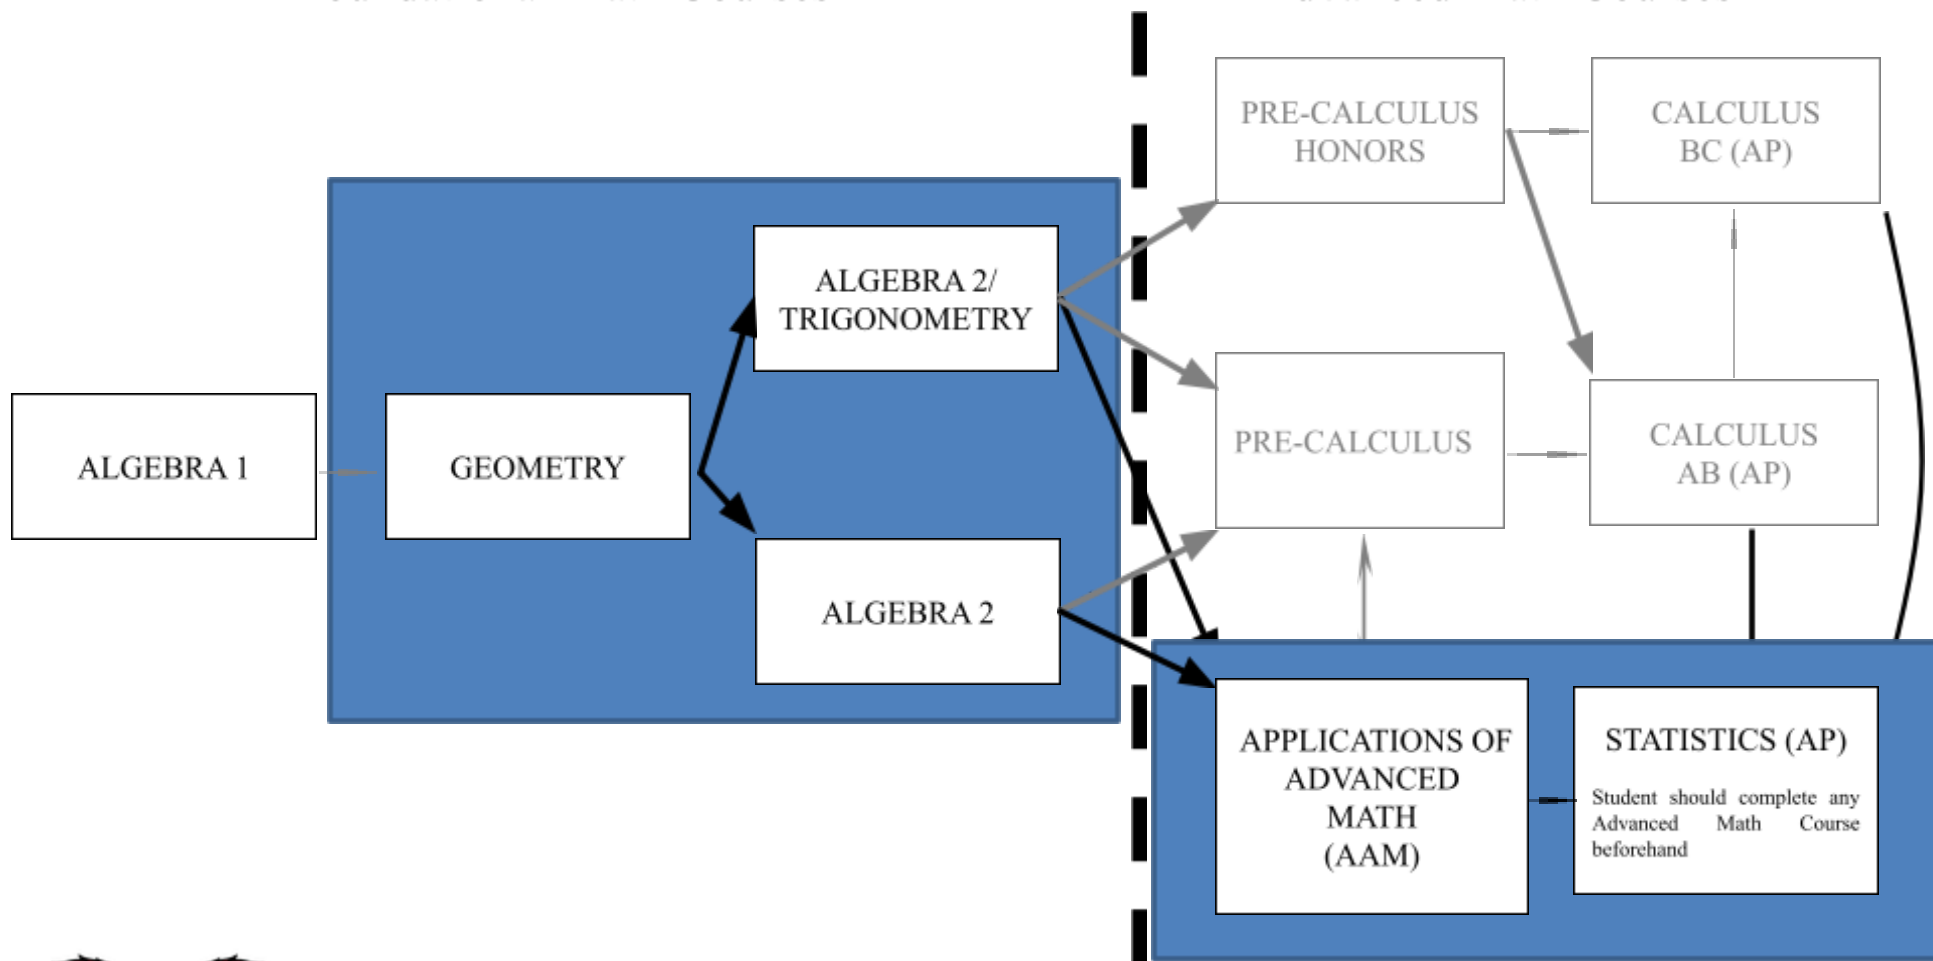 PRE-CALCULUS
HONORS
CALCULUS
BC (AP)
ALGEBRA 2/
TRIGONOMETRY
ALGEBRA 1
GEOMETRY
PRE-CALCULUS
CALCULUS
AB (AP)
ALGEBRA 2
APPLICATIONS OF
ADVANCED
MATH
(AAM)
STATISTICS (AP)
Student should complete any
Advanced Math Course
beforehand